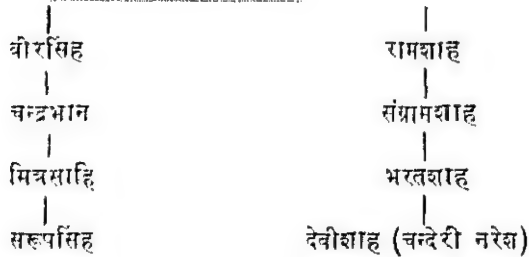 वीरसिंह रामशाह
चन्द्रभान संग्रामशाह
मित्रसाहि भरतशाह
सरूपसिंह देवीशाह (चन्देरी नरेश)